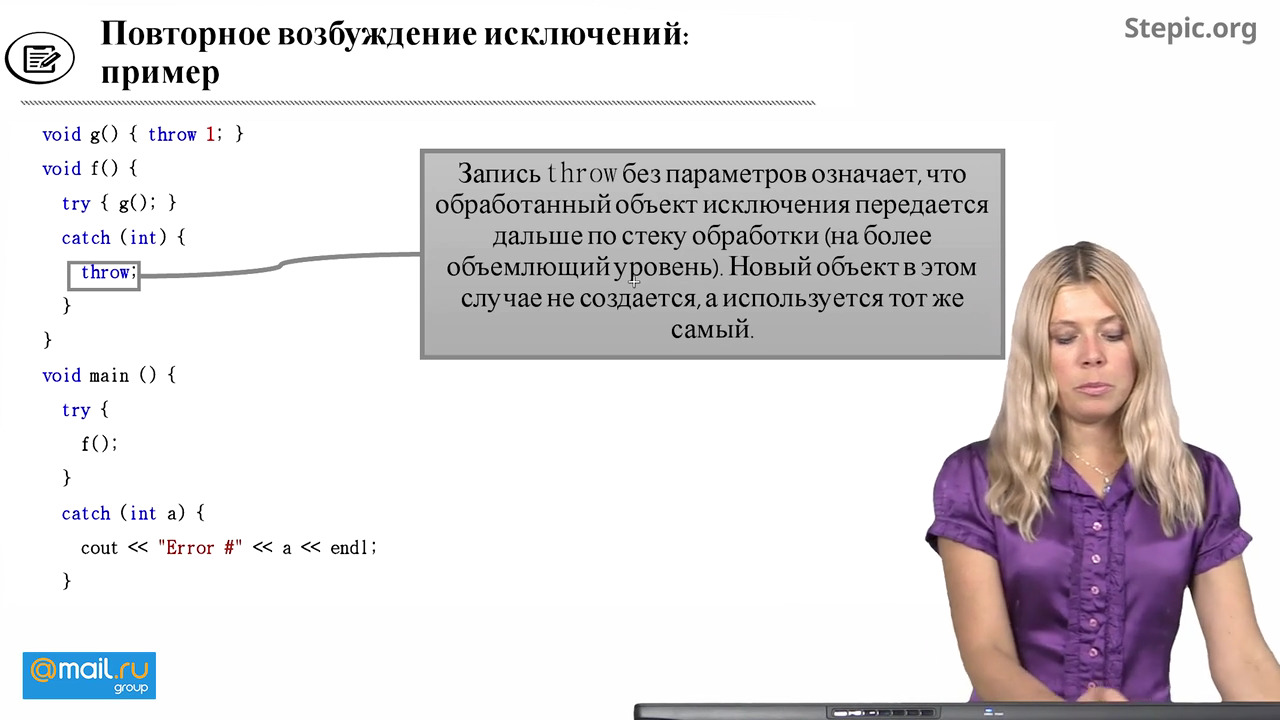 Повторное возбуждение исключений:
пример
Stepic.org
void g() { throw 1; }
void f() {
try { g(); }
catch (int) {
throw;
}
}
void main () {
try {
f();
}
catch (int a) {
cout << "Error #" << a << endl;
}
Запись throw без параметров означает, что
обработанный объект исключения передается
дальше по стеку обработки (на более
объемлющий уровень). Новый объект в этом
случае не создается, а используется тот же
самый.
@mail.ru
group